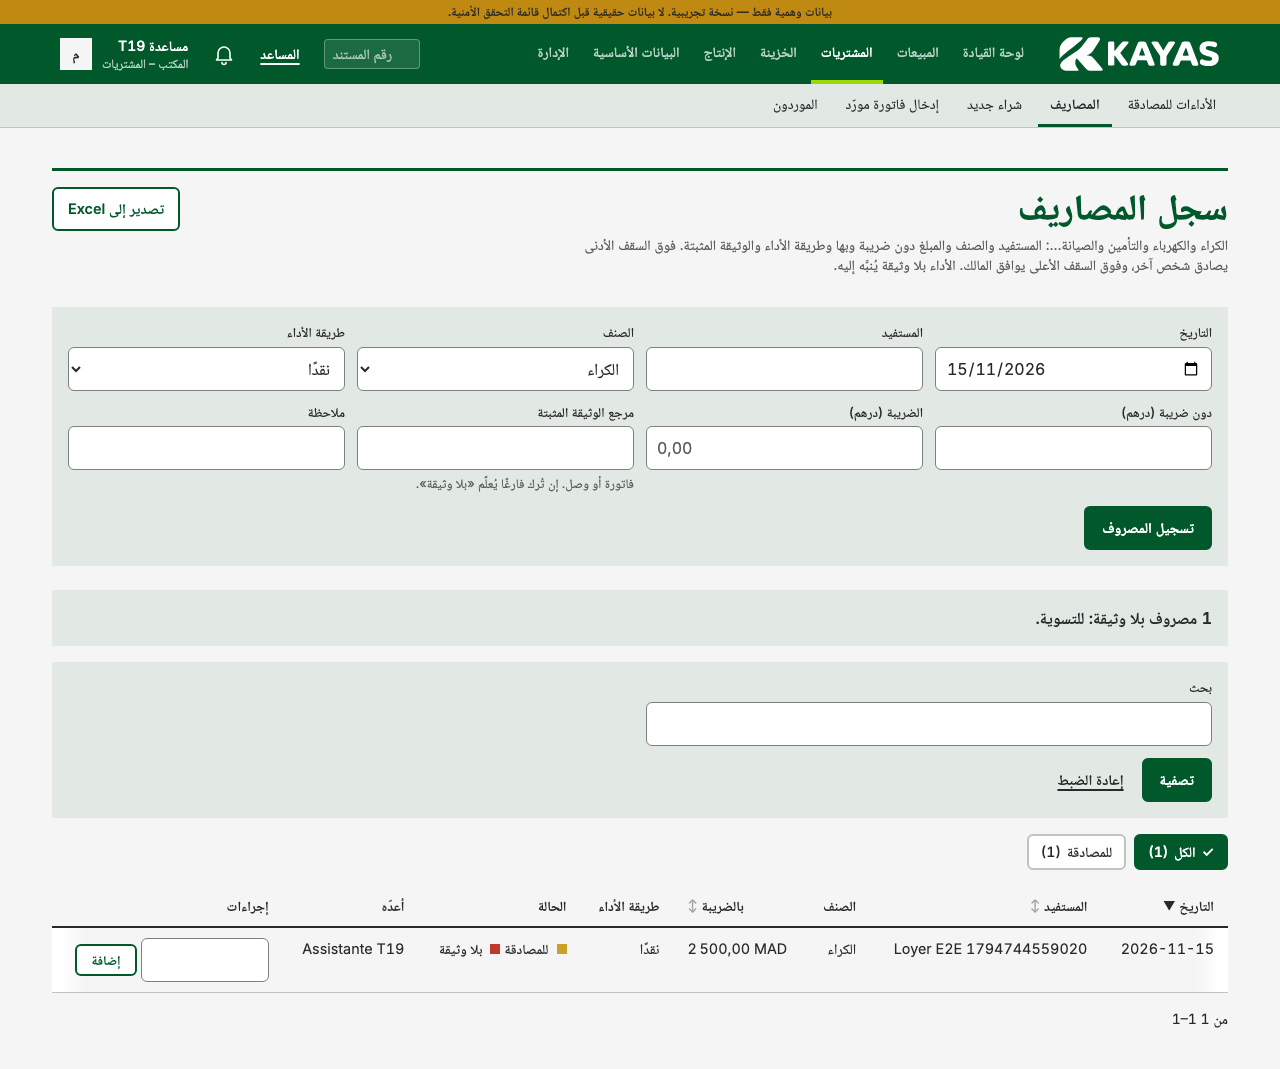 بيانات وهمية فقط — نسخة تجريبية. لا بيانات حقيقية قبل اكتمال قائمة التحقق الأمنية.
KAYAS
لوحة القيادة
المبيعات
المشتريات
الخزينة
الإنتاج
البيانات الأساسية
الإدارة
رقم المستند
المساعد
مساعدة T19
المكتب – المشتريات
م
الأداءات للمصادقة
المصاريف
شراء جديد
إدخال فاتورة مورّد
الموردون
سجل المصاريف
تصدير إلى Excel
الكراء والكهرباء والتأمين والصيانة…: المستفيد والصنف والمبلغ دون ضريبة وبها وطريقة الأداء والوثيقة المثبتة. فوق السقف الأدنى
يصادق شخص آخر، وفوق السقف الأعلى يوافق المالك. الأداء بلا وثيقة يُنبَّه إليه.
التاريخ
المستفيد
الصنف
طريقة الأداء
15/11/2026
الكراء
نقدًا
دون ضريبة (درهم)
الضريبة (درهم)
مرجع الوثيقة المثبتة
ملاحظة
0,00
فاتورة أو وصل. إن تُرك فارغًا يُعلَّم «بلا وثيقة».
تسجيل المصروف
1 مصروف بلا وثيقة: للتسوية.
بحث
تصفية
إعادة الضبط
✓ الكل (1)
للمصادقة (1)
التاريخ ▼
المستفيد ↕
الصنف
بالضريبة ↕
طريقة الأداء
الحالة
أعدّه
إجراءات
2026-11-15
Loyer E2E 1794744559020
الكراء
2 500,00 MAD
نقدًا
للمصادقة
بلا وثيقة
Assistante T19
إضافة
1–1 من 1